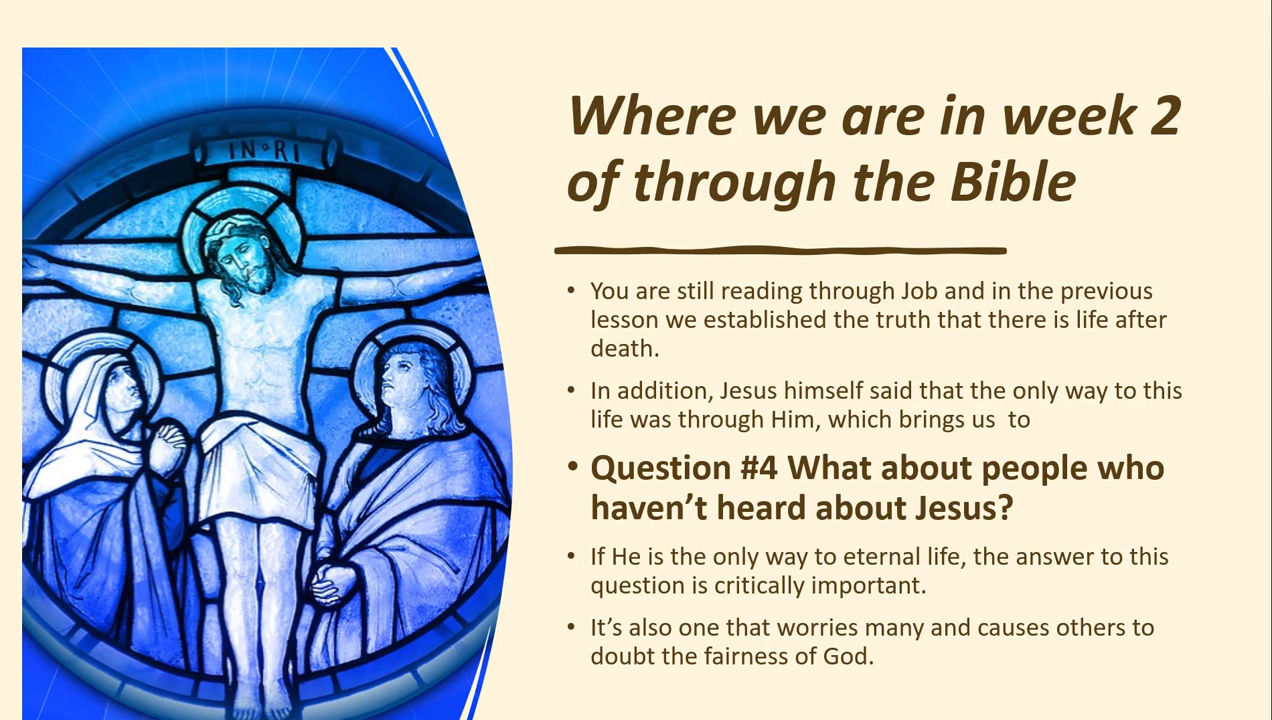 IN·RI
Where we are in week 2
of through the Bible
• You are still reading through Job and in the previous
lesson we established the truth that there is life after
death.
• In addition, Jesus himself said that the only way to this
life was through Him, which brings us  to
• Question #4 What about people who
haven’t heard about Jesus?
• If He is the only way to eternal life, the answer to this
question is critically important.
• It’s also one that worries many and causes others to
doubt the fairness of God.